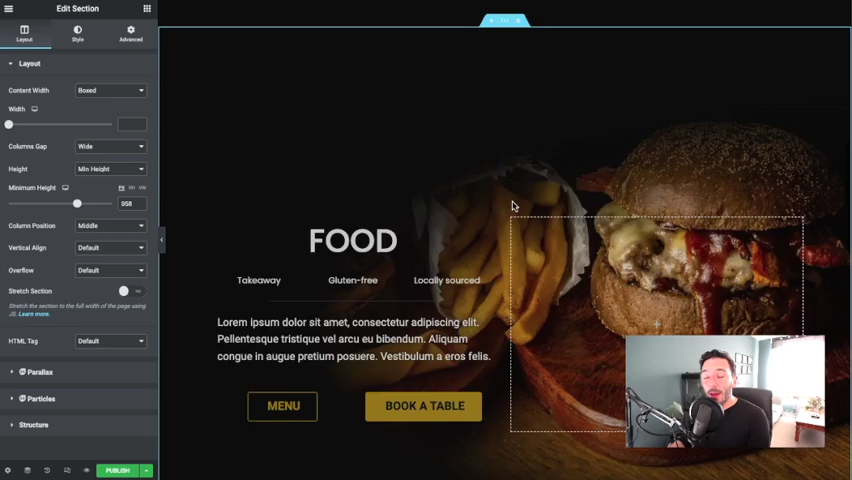 Edit Section
Layout
Style
Advanced
Layout
Content Width
Boxed
Width
Columns Gap
Wide
Height
Min Height
Minimum Height
PX VH VW
958
Column Position
Middle
Vertical Align
Default
Overflow
Default
Stretch Section
NO
Stretch the section to the full width of the page using
JS. Learn more.
HTML Tag
Default
Parallax
Particles
Structure
PUBLISH
FOOD
Takeaway
Gluten-free
Locally sourced
Lorem ipsum dolor sit amet, consectetur adipiscing elit.
Pellentesque tristique vel arcu eu bibendum. Aliquam
congue in augue pretium posuere. Vestibulum a eros felis.
MENU
BOOK A TABLE